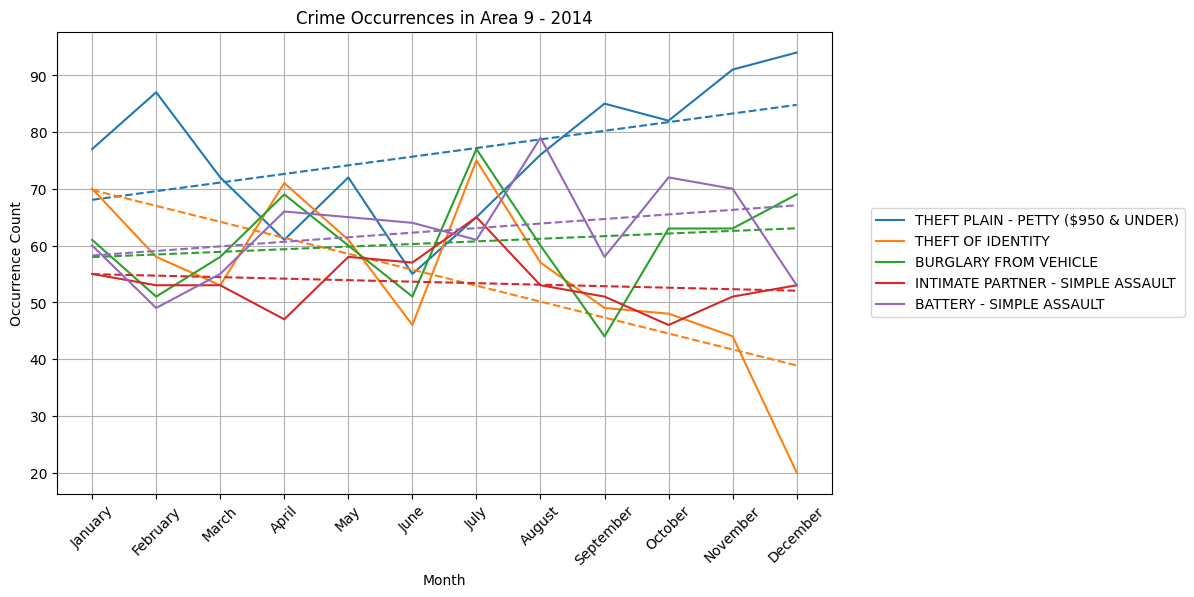 Crime Occurrences in Area 9 - 2014
Occurrence Count
90
80
70
60
50
40
30
20
January
February
March
April
May
June
July
August
September
October
November
December
Month
THEFT PLAIN - PETTY ($950 & UNDER)
THEFT OF IDENTITY
BURGLARY FROM VEHICLE
INTIMATE PARTNER - SIMPLE ASSAULT
BATTERY - SIMPLE ASSAULT